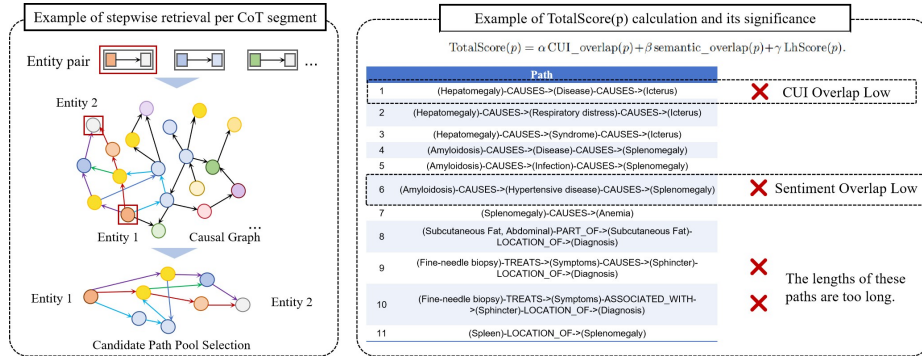 Example of stepwise retrieval per CoT segment
Entity pair
...
Entity 2
Entity 1
Causal Graph
...
Entity 1
Entity 2
Candidate Path Pool Selection
Example of TotalScore(p) calculation and its significance
TotalScore(p) = α CUI_overlap(p)+β semantic_overlap(p)+γ LhScore(p).
Path
1 (Hepatomegaly)-CAUSES->(Disease)-CAUSES->(Icterus)
CUI Overlap Low
2 (Hepatomegaly)-CAUSES->(Respiratory distress)-CAUSES->(Icterus)
3 (Hepatomegaly)-CAUSES->(Syndrome)-CAUSES->(Icterus)
4 (Amyloidosis)-CAUSES->(Disease)-CAUSES->(Splenomegaly)
5 (Amyloidosis)-CAUSES->(Infection)-CAUSES->(Splenomegaly)
6 (Amyloidosis)-CAUSES->(Hypertensive disease)-CAUSES->(Splenomegaly)
Sentiment Overlap Low
7 (Splenomegaly)-CAUSES->(Anemia)
8 (Subcutaneous Fat, Abdominal)-PART_OF->(Subcutaneous Fat)-
LOCATION_OF->(Diagnosis)
9 (Fine-needle biopsy)-TREATS->(Symptoms)-CAUSES->(Sphincter)-
LOCATION_OF->(Diagnosis)
10 (Fine-needle biopsy)-TREATS->(Symptoms)-ASSOCIATED_WITH-
>(Sphincter)-LOCATION_OF->(Diagnosis)
The lengths of these
paths are too long.
11 (Spleen)-LOCATION_OF->(Splenomegaly)